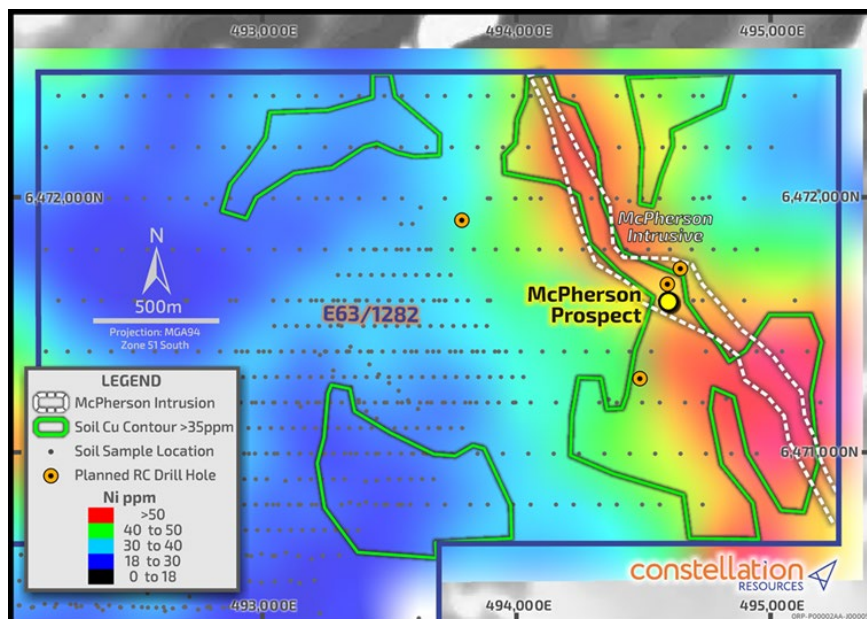 493,000E
494,000E
495,000E
6,472,000N
6,472,000N
N
500m
Projection: MGA94
Zone 51 South
McPherson
Intrusive
McPherson
Prospect
E63/1282
LEGEND
McPherson Intrusion
Soil Cu Contour >35ppm
Soil Sample Location
Planned RC Drill Hole
Ni ppm
>50
40 to 50
30 to 40
18 to 30
0 to 18
6,471,000N
constellation
RESOURCES
493,000E
494,000E
495,000E